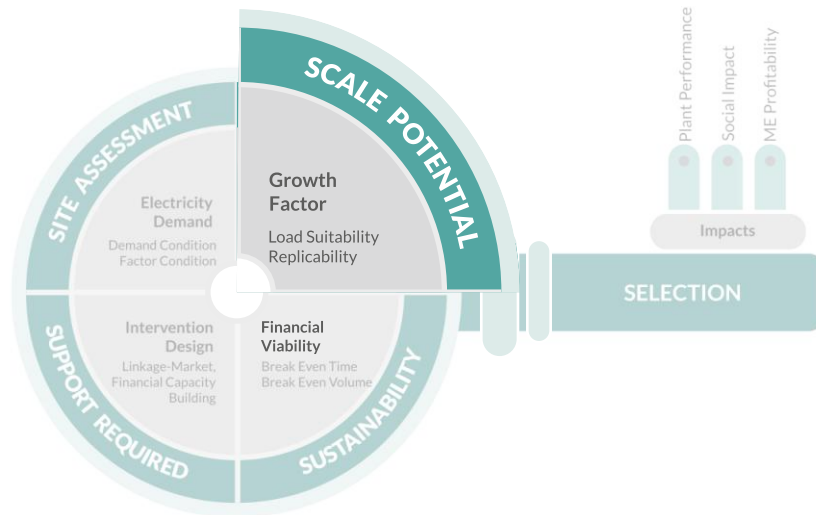 SITE ASSESSMENT
Electricity
Demand
Demand Condition
Factor Condition
SCALE POTENTIAL
Growth
Factor
Load Suitability
Replicability
SUPPORT REQUIRED
Intervention
Design
Linkage-Market,
Financial Capacity
Building
Financial
Viability
Break Even Time
Break Even Volume
SUSTAINABILITY
Plant Performance
Social Impact
ME Profitability
Impacts
SELECTION